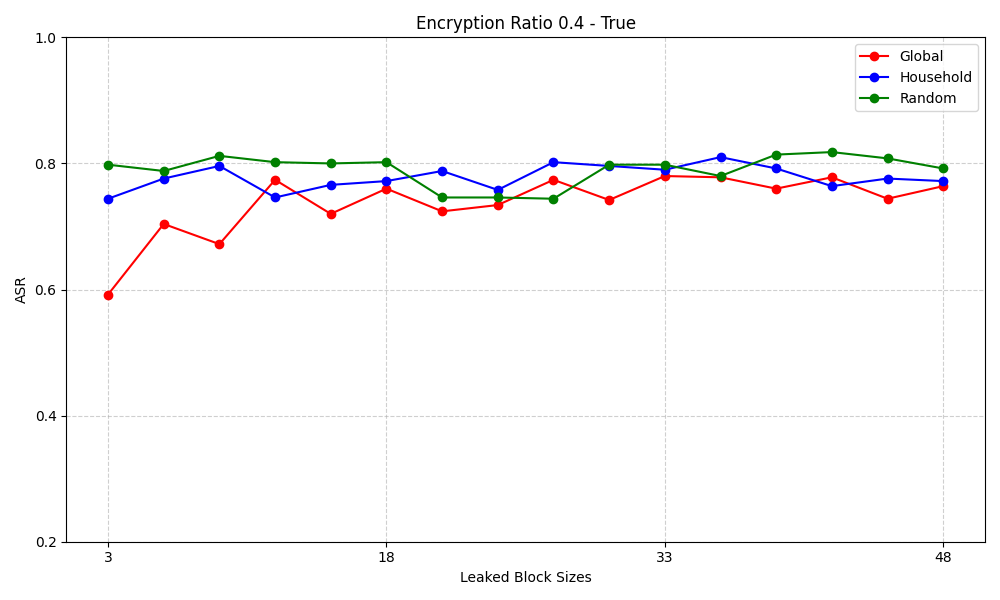 Encryption Ratio 0.4 - True
Global
Household
Random
ASR
1.0
0.8
0.6
0.4
0.2
3 18 33 48
Leaked Block Sizes